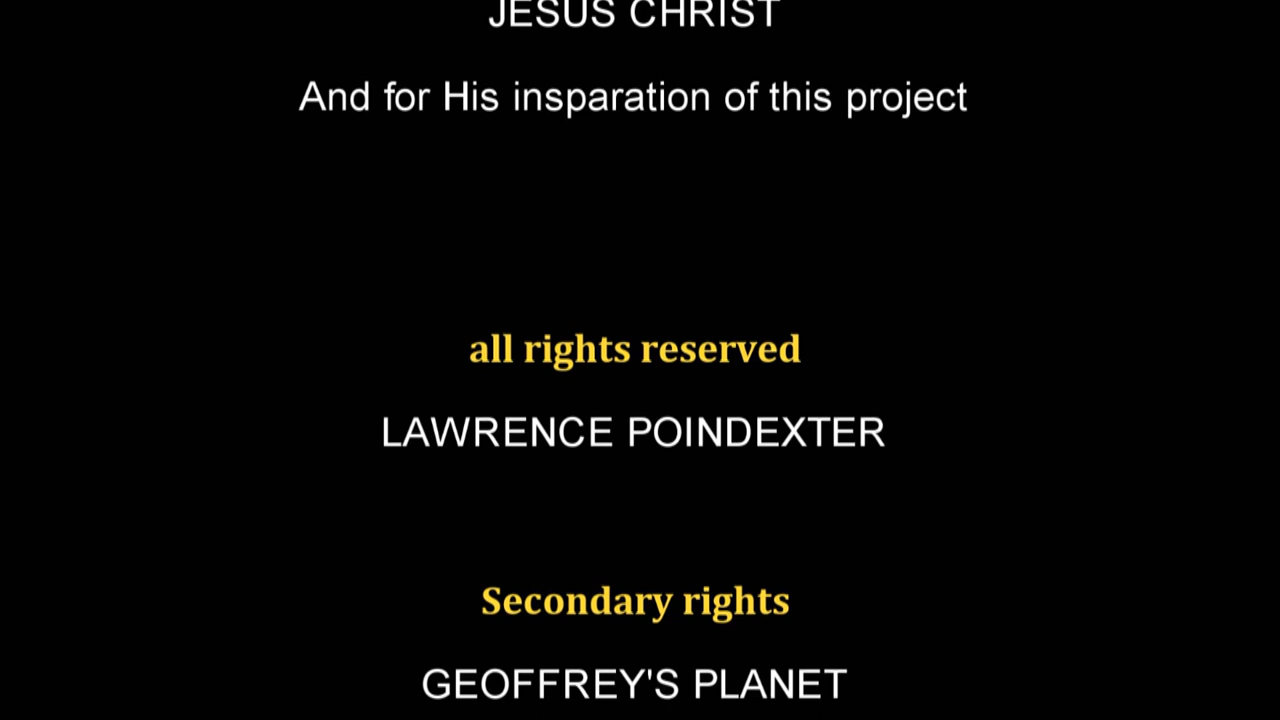 JESUS CHRIST
And for His insparation of this project
all rights reserved
LAWRENCE POINDEXTER
Secondary rights
GEOFFREY'S PLANET